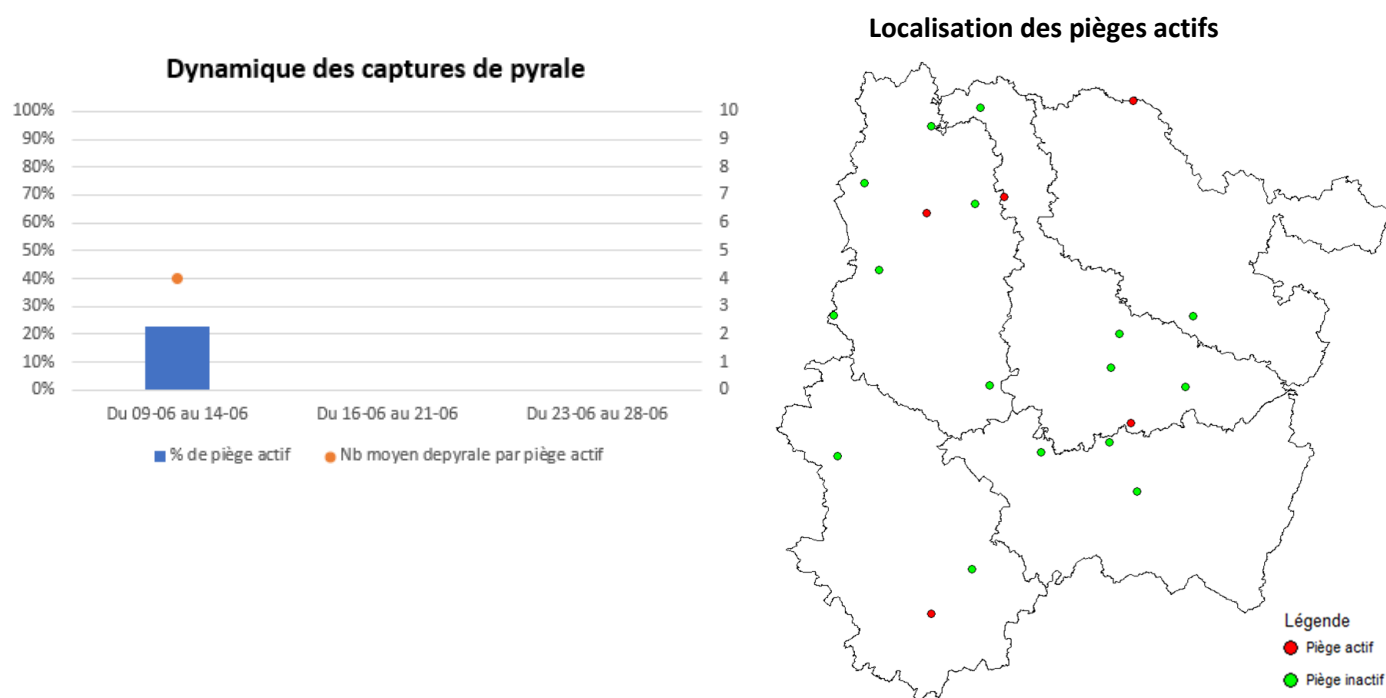 Localisation des pièges actifs
Dynamique des captures de pyrale
100%
90%
80%
70%
60%
50%
40%
30%
20%
10%
0%
10
9
8
7
6
5
4
3
2
1
0
Du 09-06 au 14-06
Du 16-06 au 21-06
Du 23-06 au 28-06
% de piège actif
Nb moyen depyrale par piège actif
Légende
Piège actif
Piège inactif